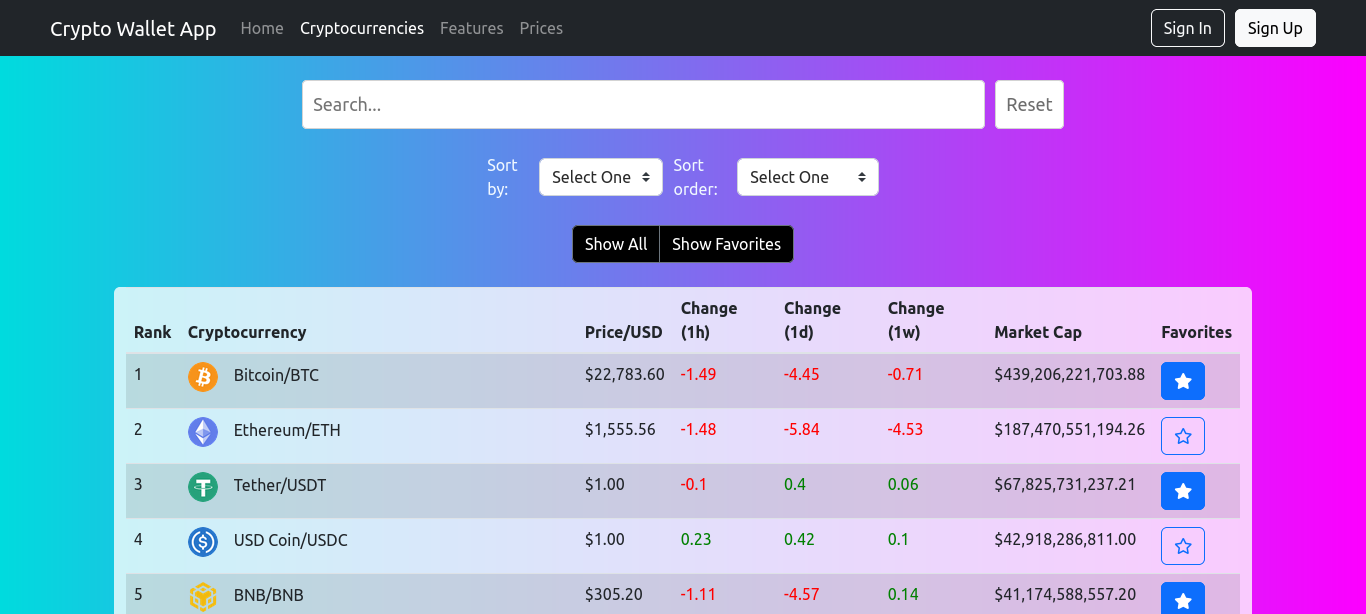 Crypto Wallet App Home Cryptocurrencies Features Prices Sign In Sign Up
Search... Reset
Sort by: Select One Sort order: Select One
Show All Show Favorites
Rank Cryptocurrency Price/USD Change (1h) Change (1d) Change (1w) Market Cap Favorites
1 Bitcoin/BTC $22,783.60 -1.49 -4.45 -0.71 $439,206,221,703.88
2 Ethereum/ETH $1,555.56 -1.48 -5.84 -4.53 $187,470,551,194.26
3 Tether/USDT $1.00 -0.1 0.4 0.06 $67,825,731,237.21
4 USD Coin/USDC $1.00 0.23 0.42 0.1 $42,918,286,811.00
5 BNB/BNB $305.20 -1.11 -4.57 0.14 $41,174,588,557.20